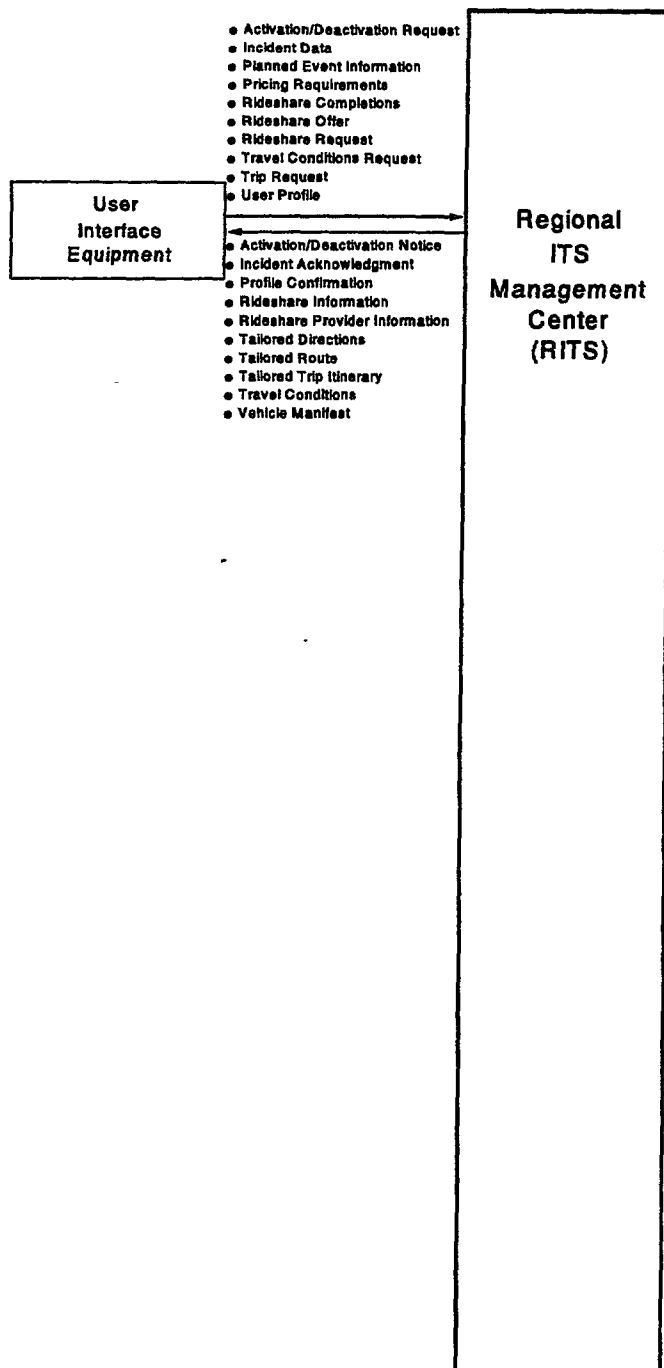 ● Activation/Deactivation Request
● Incident Data
● Planned Event Information
● Pricing Requirements
● Rideshare Completions
● Rideshare Offer
● Rideshare Request
● Travel Conditions Request
● Trip Request
● User Profile
User
Interface
Equipment
● Activation/Deactivation Notice
● Incident Acknowledgment
● Profile Confirmation
● Rideshare Information
● Rideshare Provider Information
● Tailored Directions
● Tailored Route
● Tailored Trip Itinerary
● Travel Conditions
● Vehicle Manifest
Regional
ITS
Management
Center
(RITS)